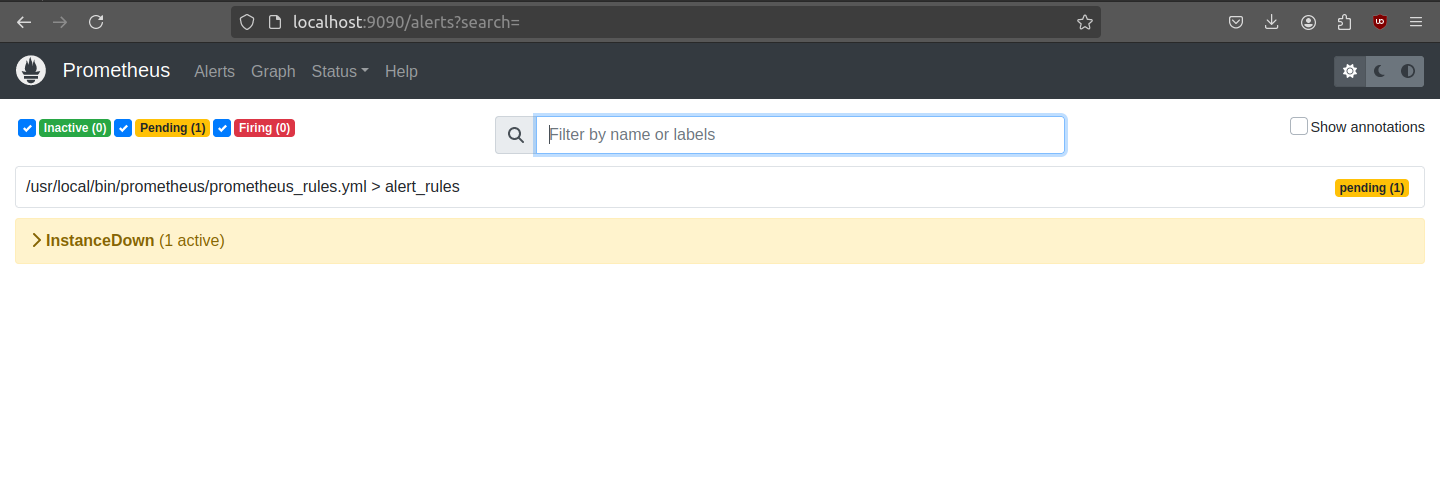 localhost:9090/alerts?search=
Prometheus Alerts Graph Status Help
Inactive (0) Pending (1) Firing (0) Filter by name or labels Show annotations
/usr/local/bin/prometheus/prometheus_rules.yml > alert_rules pending (1)
InstanceDown (1 active)